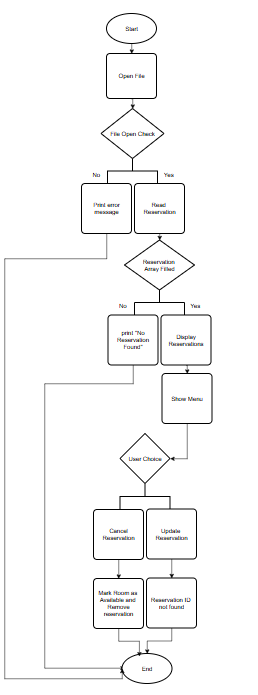 Start
Open File
File Open Check
No
Yes
Print error
message
Read
Reservation
Reservation
Array Filled
No
Yes
print "No
Reservation
Found"
Display
Reservations
Show Menu
User Choice
Cancel
Reservation
Update
Reservation
Mark Room as
Available and
Remove
reservation
Reservation ID
not found
End